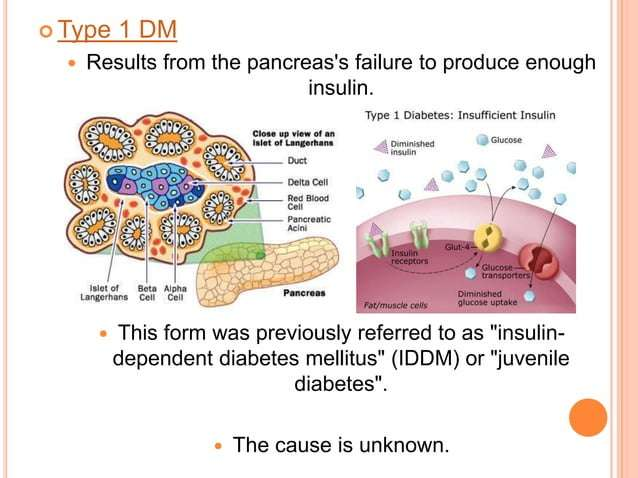 Type 1 DM
Results from the pancreas's failure to produce enough
insulin.
Close up view of an
Islet of Langerhans
Duct
Delta Cell
Red Blood
Cell
Pancreatic
Acini
Islet of
Langerhans
Beta
Cell
Alpha
Cell
Pancreas
Type 1 Diabetes: Insufficient Insulin
Diminished
insulin
Glucose
Insulin
receptors
Glut-4
Glucose
transporters
Diminished
glucose uptake
Fat/muscle cells
This form was previously referred to as "insulin-
dependent diabetes mellitus" (IDDM) or "juvenile
diabetes".
The cause is unknown.